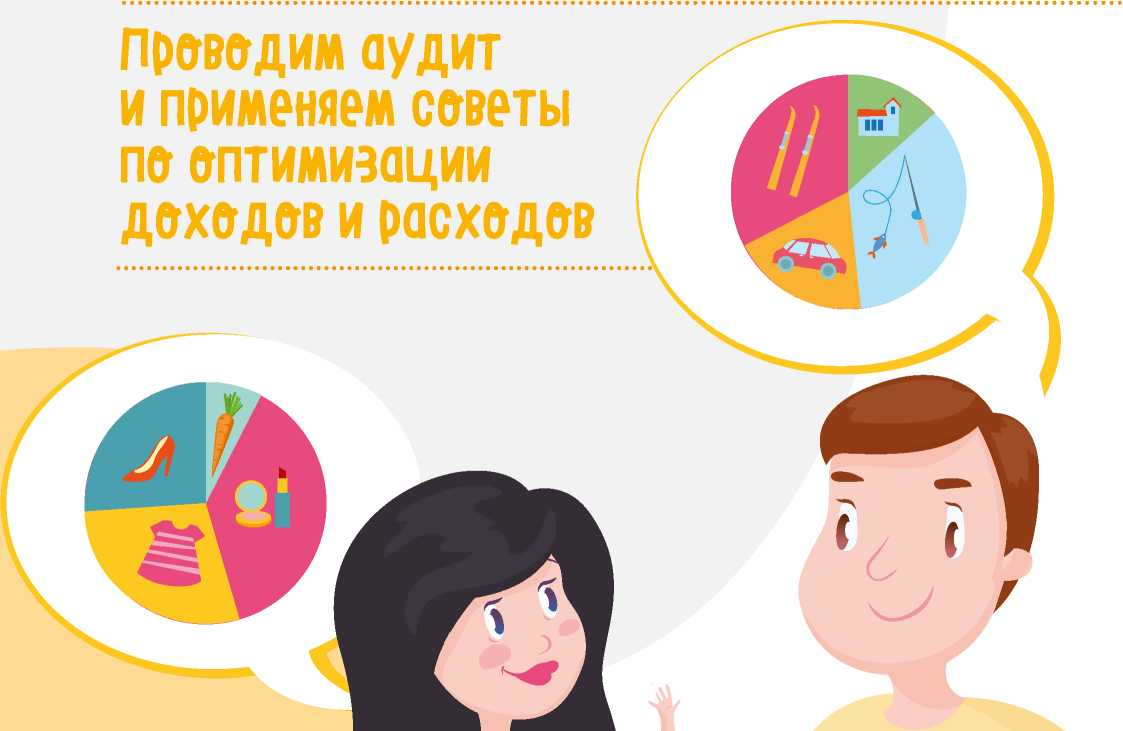 Проводим аудит
и применяем советы
по оптимизации
доходов и расходов